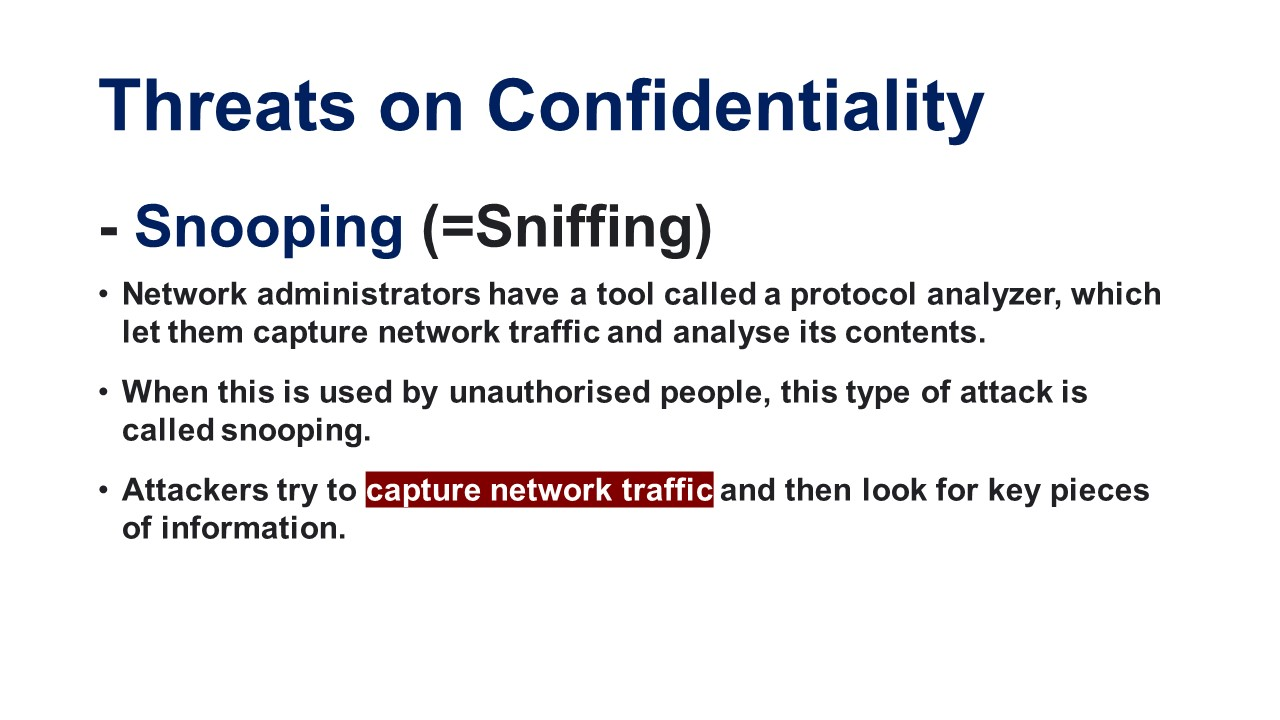 Threats on Confidentiality
- Snooping (=Sniffing)
• Network administrators have a tool called a protocol analyzer, which
let them capture network traffic and analyse its contents.
• When this is used by unauthorised people, this type of attack is
called snooping.
• Attackers try to capture network traffic and then look for key pieces
of information.